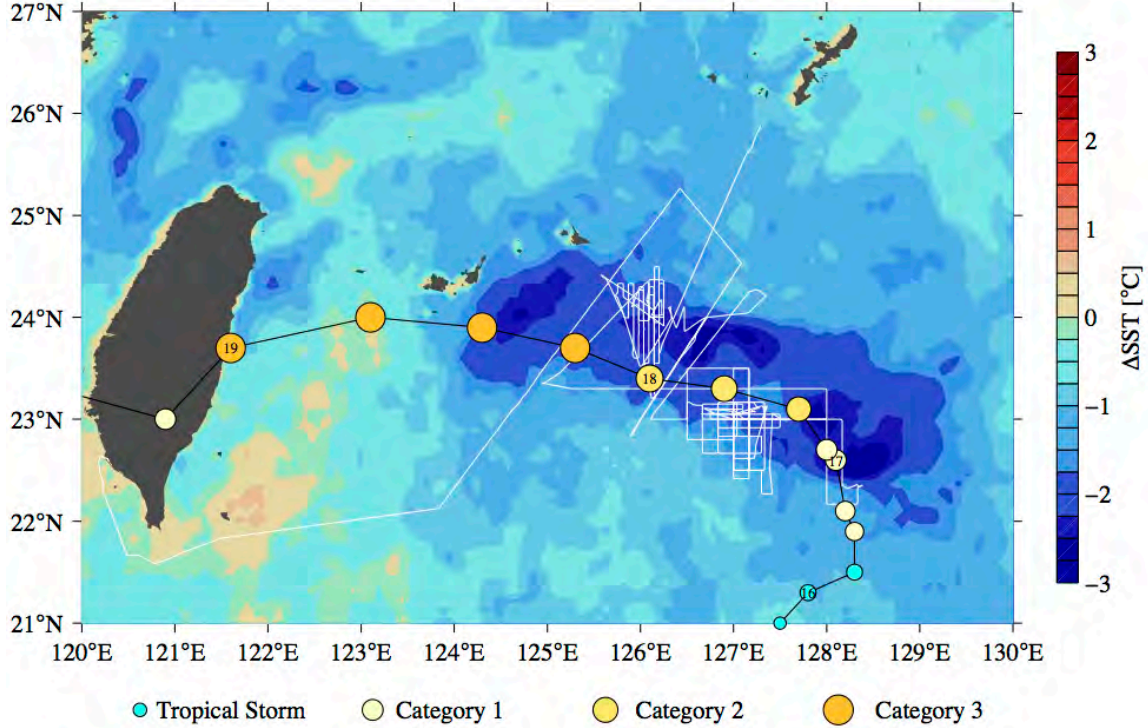 27°N
26°N
25°N
24°N
23°N
22°N
21°N
120°E 121°E 122°E 123°E 124°E 125°E 126°E 127°E 128°E 129°E 130°E
19
18
17
16
3
2
1
0
−1
−2
−3
ΔSST [°C]
Tropical Storm Category 1 Category 2 Category 3